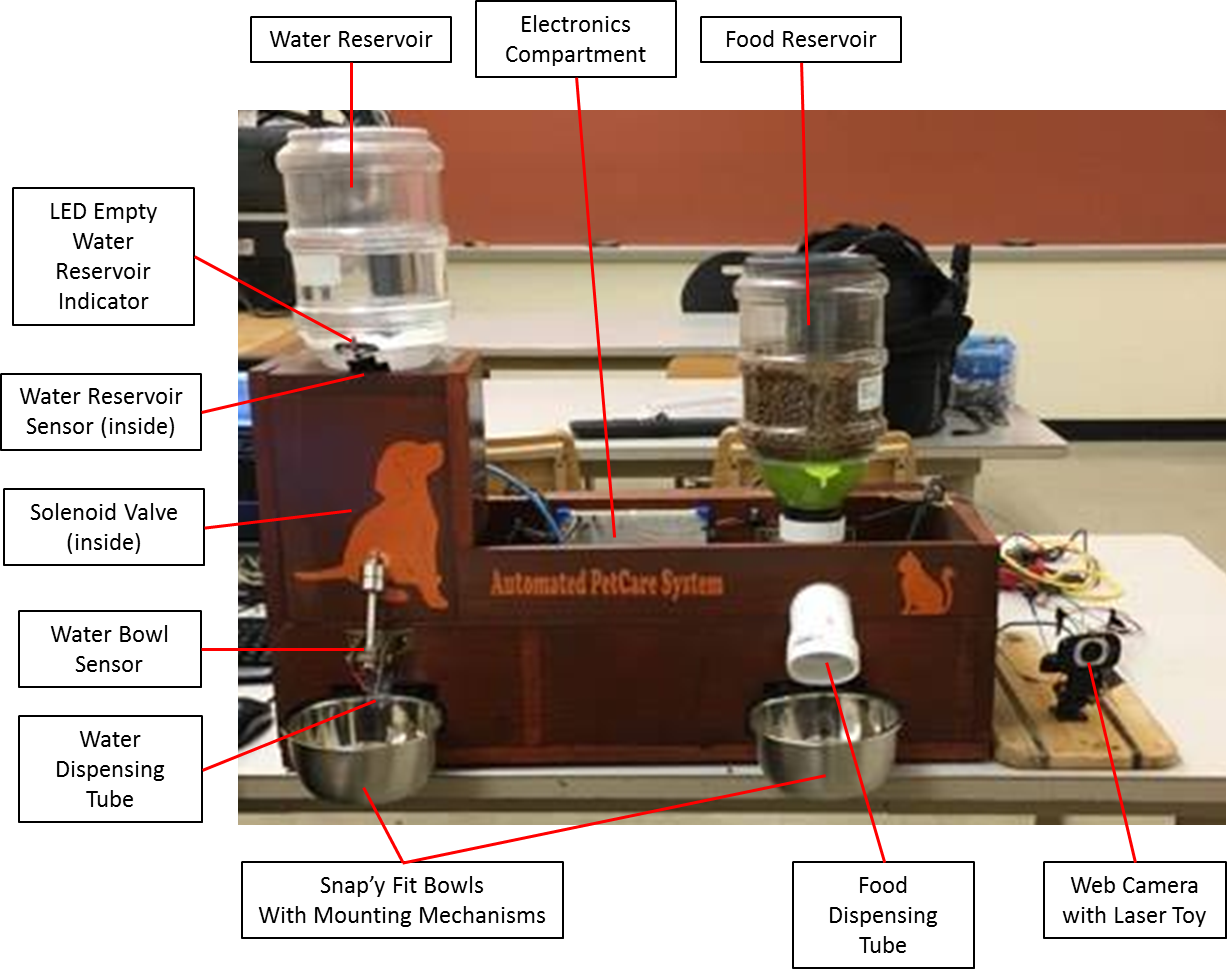 Water Reservoir
Electronics
Compartment
Food Reservoir
LED Empty
Water
Reservoir
Indicator
Water Reservoir
Sensor (inside)
Solenoid Valve
(inside)
Automated PetCare System
Water Bowl
Sensor
Water
Dispensing
Tube
Snap’y Fit Bowls
With Mounting Mechanisms
Food
Dispensing
Tube
Web Camera
with Laser Toy